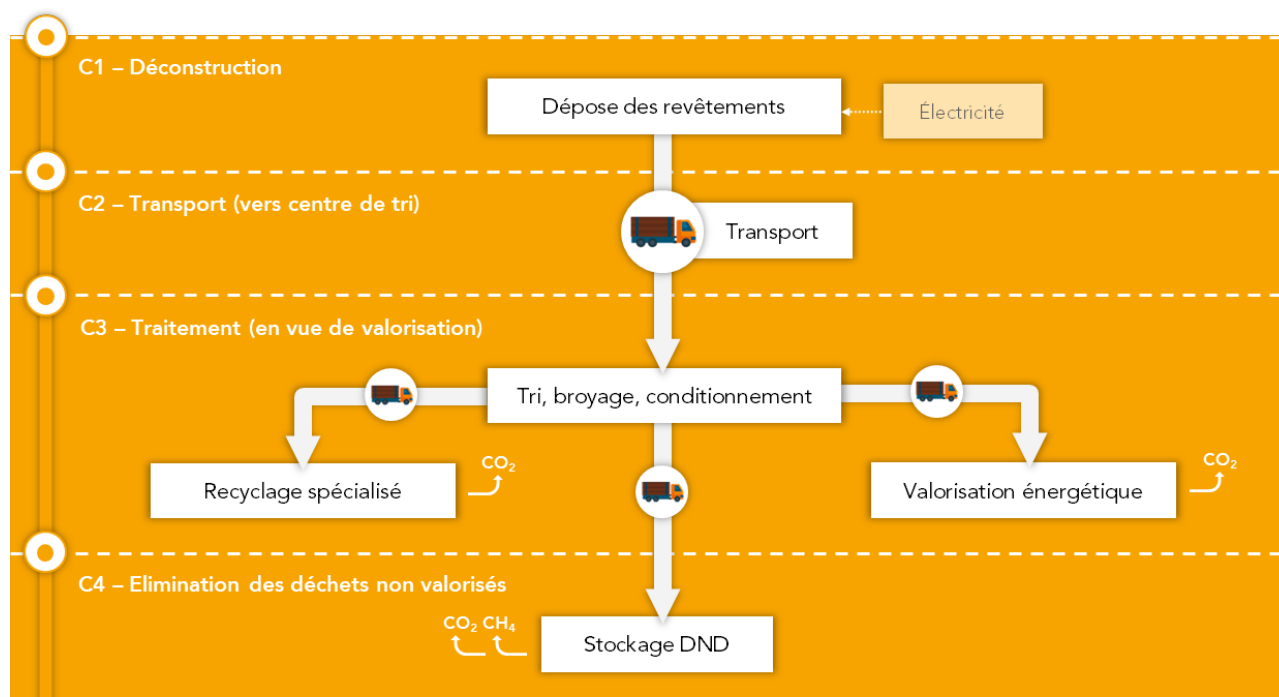 C1 – Déconstruction
Dépose des revêtements
Électricité
C2 – Transport (vers centre de tri)
Transport
C3 – Traitement (en vue de valorisation)
Tri, broyage, conditionnement
Recyclage spécialisé
CO₂
Valorisation énergétique
CO₂
C4 – Elimination des déchets non valorisés
CO₂ CH₄
Stockage DND